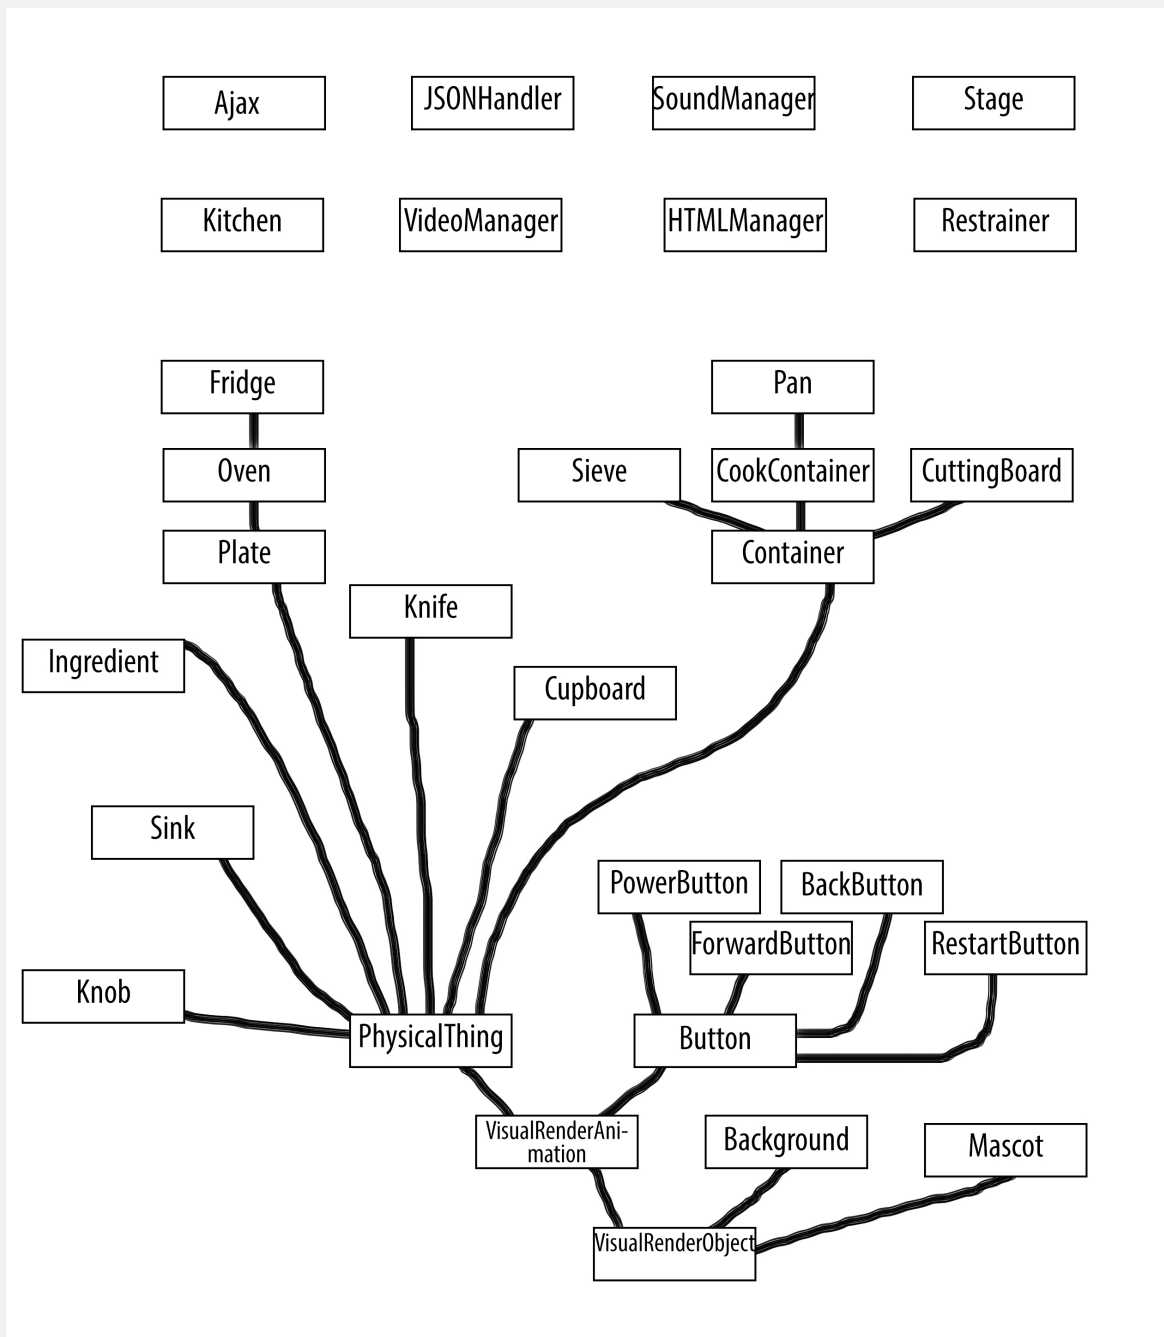 Ajax
JSONHandler
SoundManager
Stage
Kitchen
VideoManager
HTMLManager
Restrainer
Fridge
Pan
Oven
Sieve
CookContainer
CuttingBoard
Plate
Container
Knife
Ingredient
Cupboard
Sink
PowerButton
BackButton
ForwardButton
RestartButton
Knob
PhysicalThing
Button
VisualRenderAni-
mation
Background
Mascot
VisualRenderObject